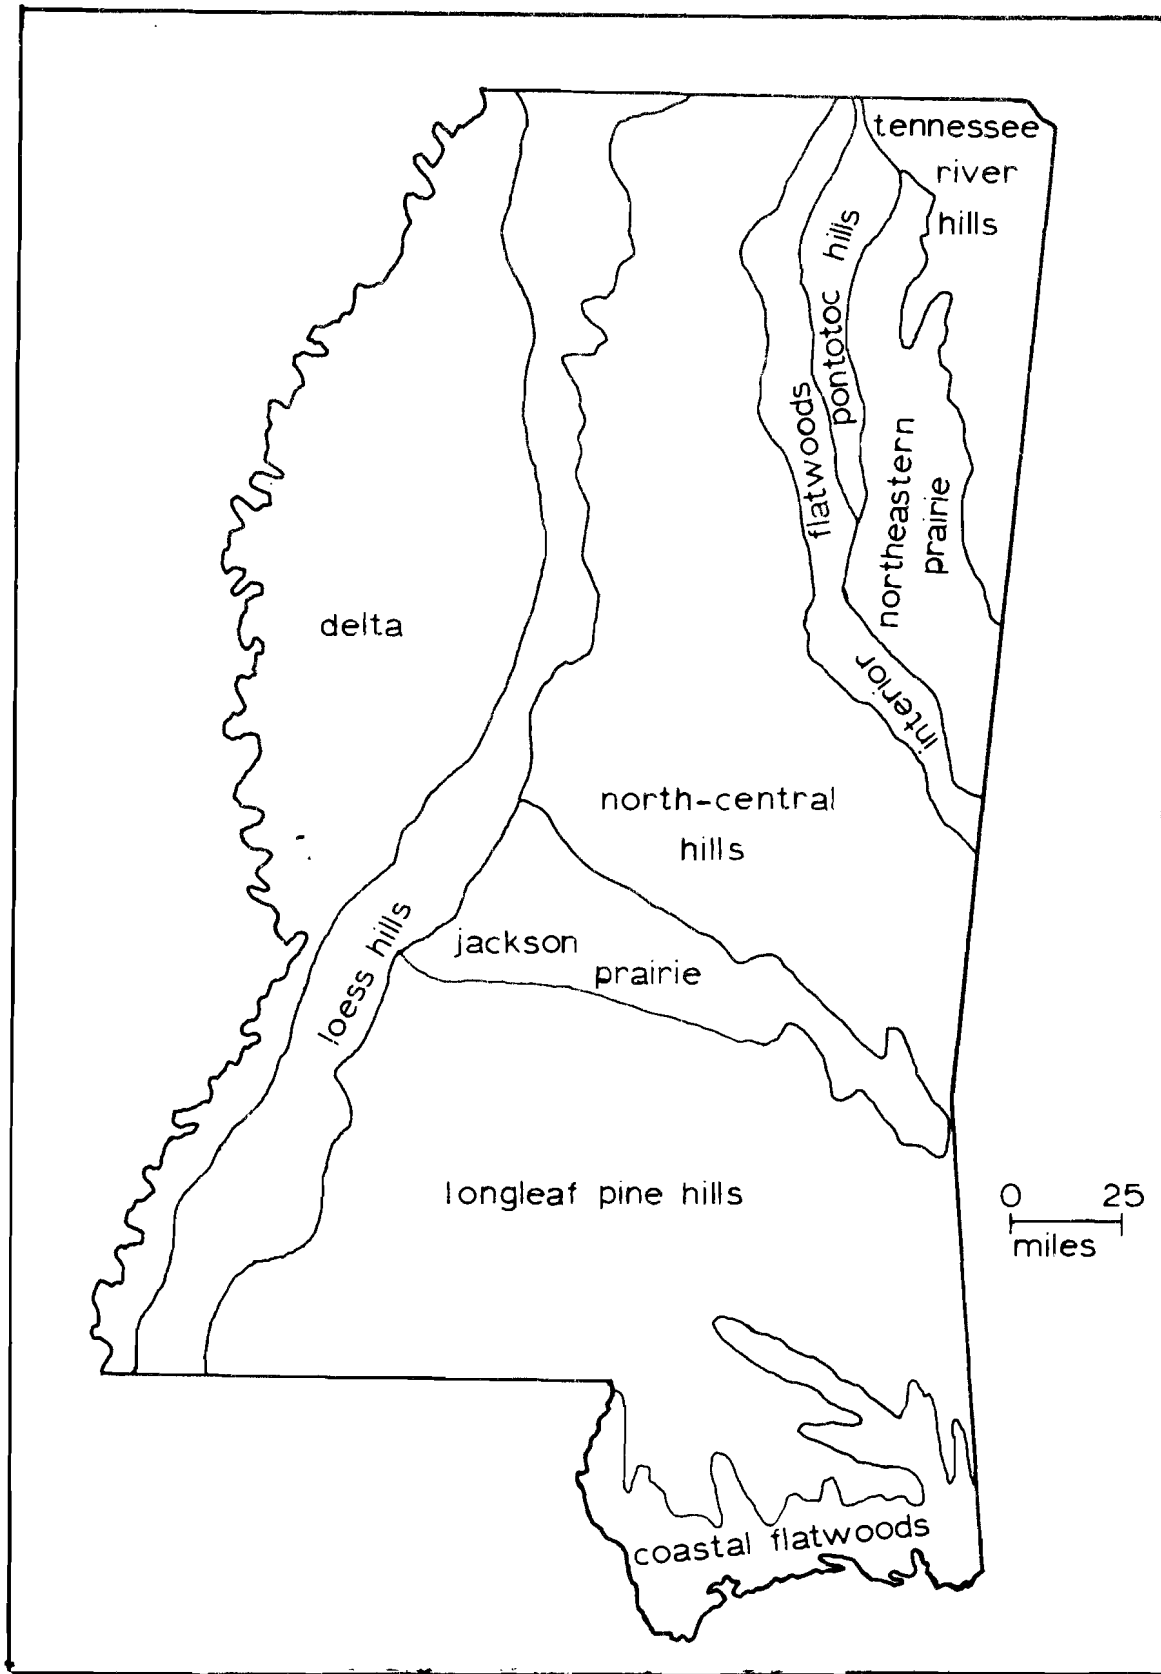 tennessee
river
hills
pontotoc hills
flatwoods
interior
northeastern
prairie
delta
north-central
hills
loess hills
jackson
prairie
longleaf pine hills
0 25
miles
coastal flatwoods